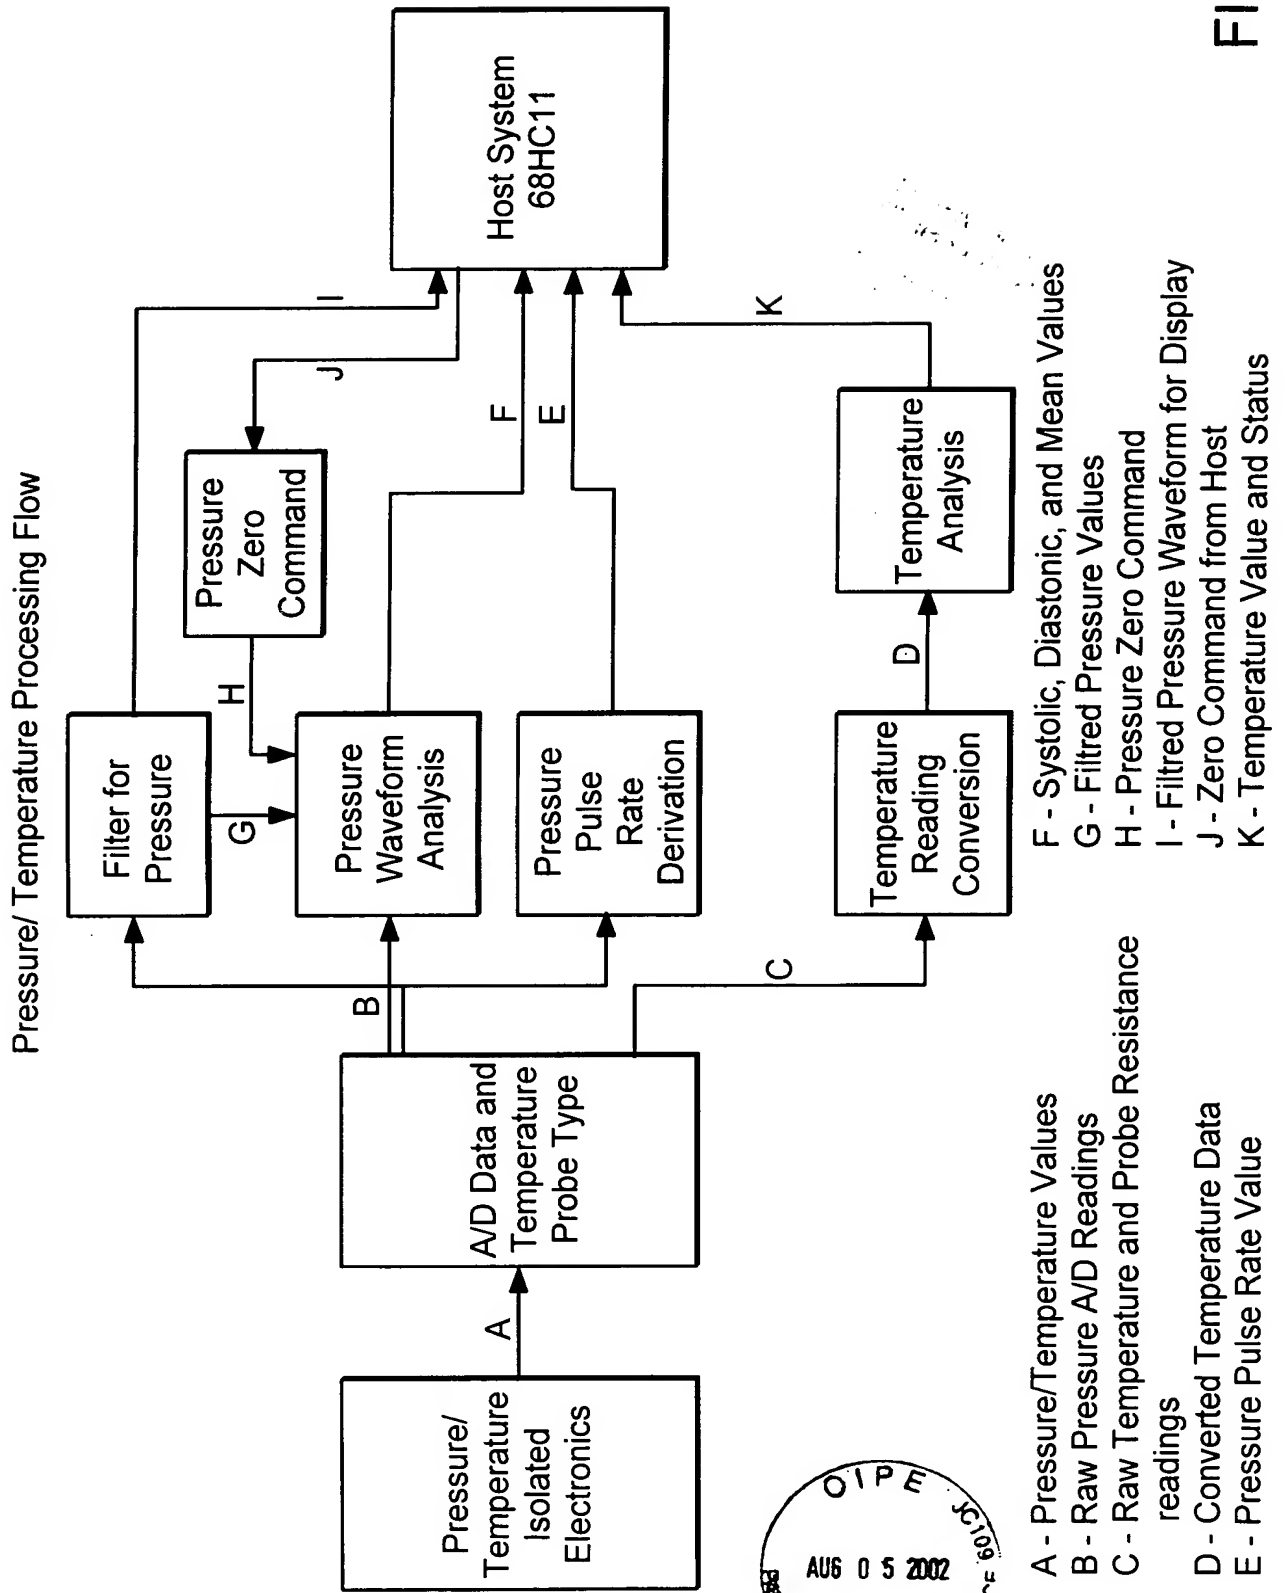 Pressure/ Temperature Processing Flow
Pressure/
Temperature
Isolated
Electronics
A
A/D Data and
Temperature
Probe Type
B
C
Filter for
Pressure
G
H
Pressure
Zero
Command
Pressure
Waveform
Analysis
Pressure
Pulse
Rate
Derivation
Temperature
Reading
Conversion
D
Temperature
Analysis
I
J
F
E
K
Host System
68HC11
A - Pressure/Temperature Values
B - Raw Pressure A/D Readings
C - Raw Temperature and Probe Resistance
readings
D - Converted Temperature Data
E - Pressure Pulse Rate Value
F - Systolic, Diastonic, and Mean Values
G - Filtred Pressure Values
H - Pressure Zero Command
I - Filtred Pressure Waveform for Display
J - Zero Command from Host
K - Temperature Value and Status
OIPE
AUG 05 2002